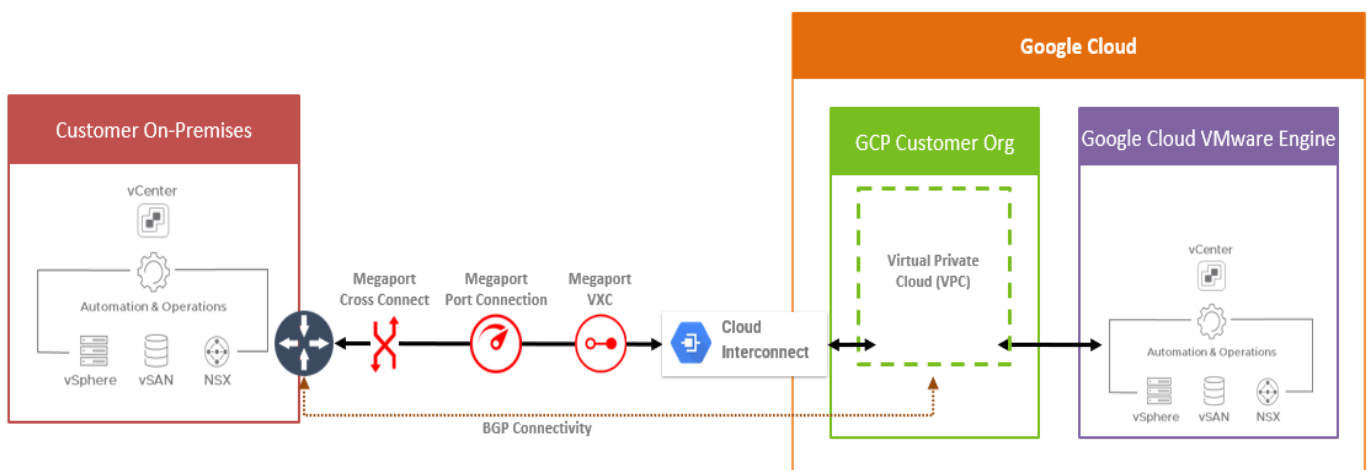 Google Cloud
Customer On-Premises
vCenter
Automation & Operations
vSphere
vSAN
NSX
Megaport
Cross Connect
Megaport
Port Connection
Megaport
VXC
Cloud
Interconnect
BGP Connectivity
GCP Customer Org
Virtual Private
Cloud (VPC)
Google Cloud VMware Engine
vCenter
Automation & Operations
vSphere
vSAN
NSX